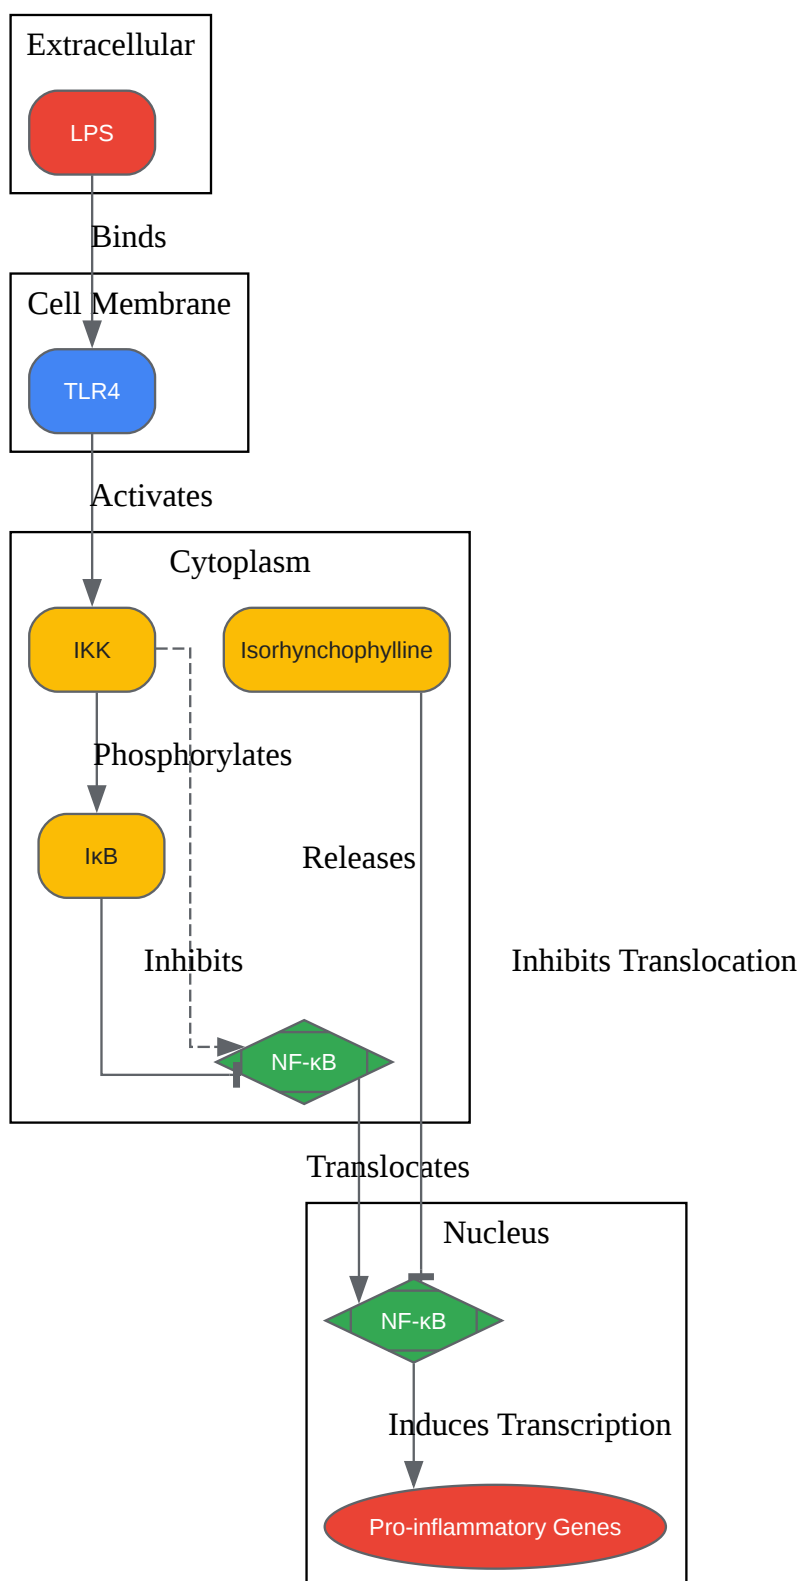 Extracellular
LPS
Binds
Cell Membrane
TLR4
Activates
Cytoplasm
IKK
Isorhynchophylline
Phosphorylates
IκB
Releases
Inhibits
Inhibits Translocation
NF-κB
Translocates
Nucleus
NF-κB
Induces Transcription
Pro-inflammatory Genes